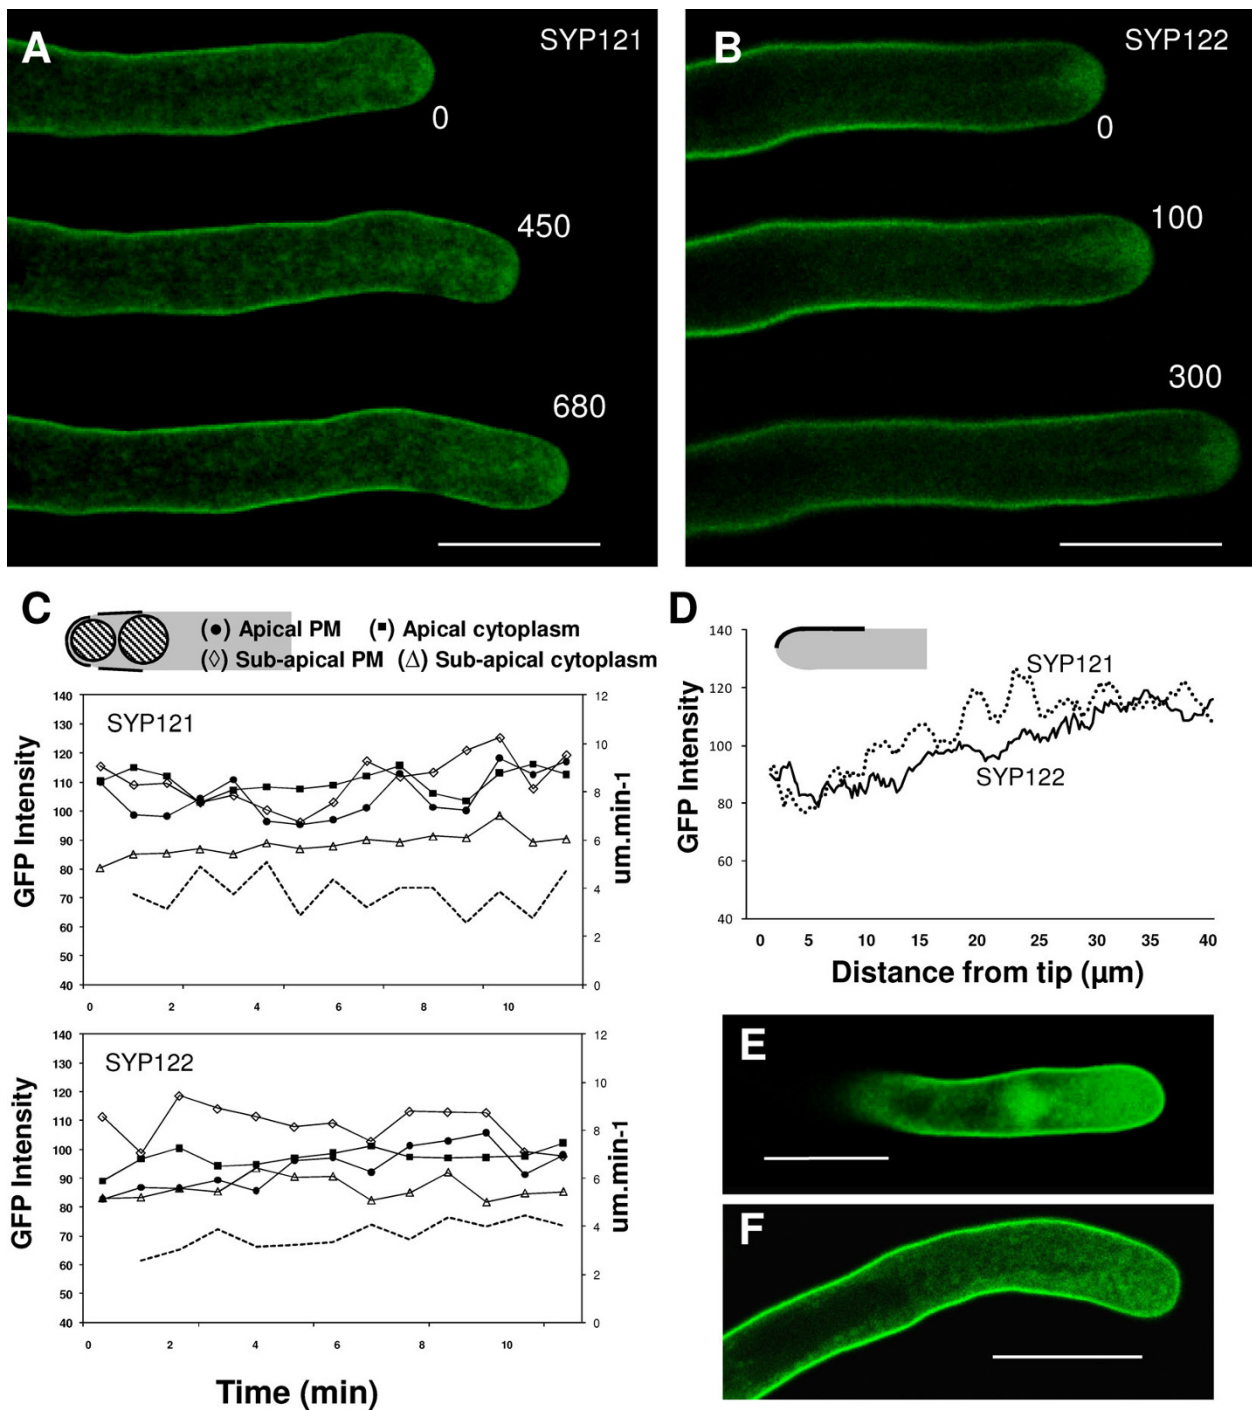 A
SYP121
0
450
680
B
SYP122
0
100
300
C
(●) Apical PM (■) Apical cytoplasm
(◇) Sub-apical PM (△) Sub-apical cytoplasm
SYP121
GFP Intensity
140
130
120
110
100
90
80
70
60
50
40
12
10
8
6
4
2
0
um.min-1
0 2 4 6 8 10
SYP122
GFP Intensity
140
130
120
110
100
90
80
70
60
50
40
12
10
8
6
4
2
0
um.min-1
0 2 4 6 8 10
Time (min)
D
GFP Intensity
140
120
100
80
60
40
SYP121
SYP122
0 5 10 15 20 25 30 35 40
Distance from tip (µm)
E
F